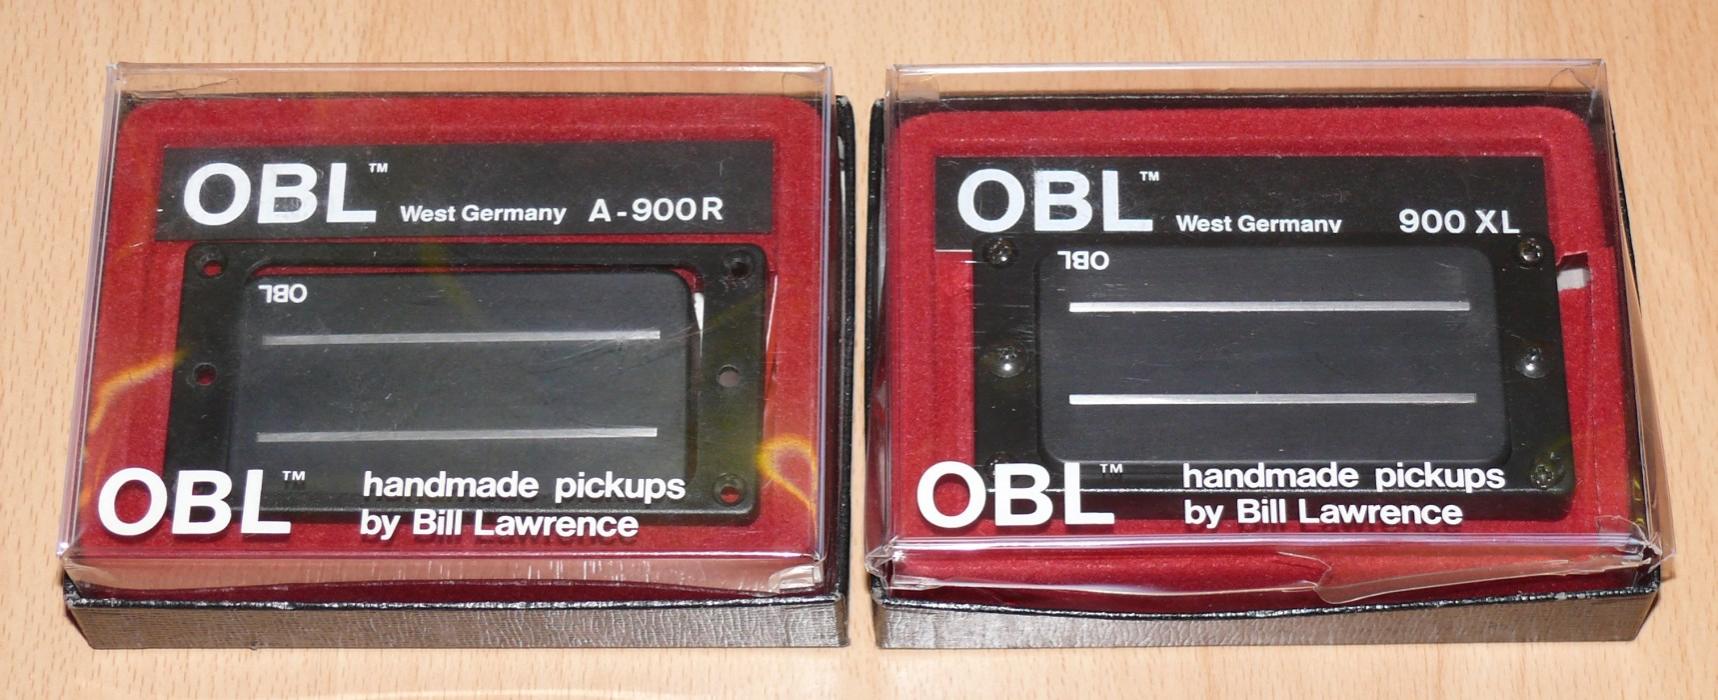 OBL™ West Germany A-900R
OBL
OBL™ handmade pickups
by Bill Lawrence
OBL™ West Germany 900 XL
OBL
OBL™ handmade pickups
by Bill Lawrence